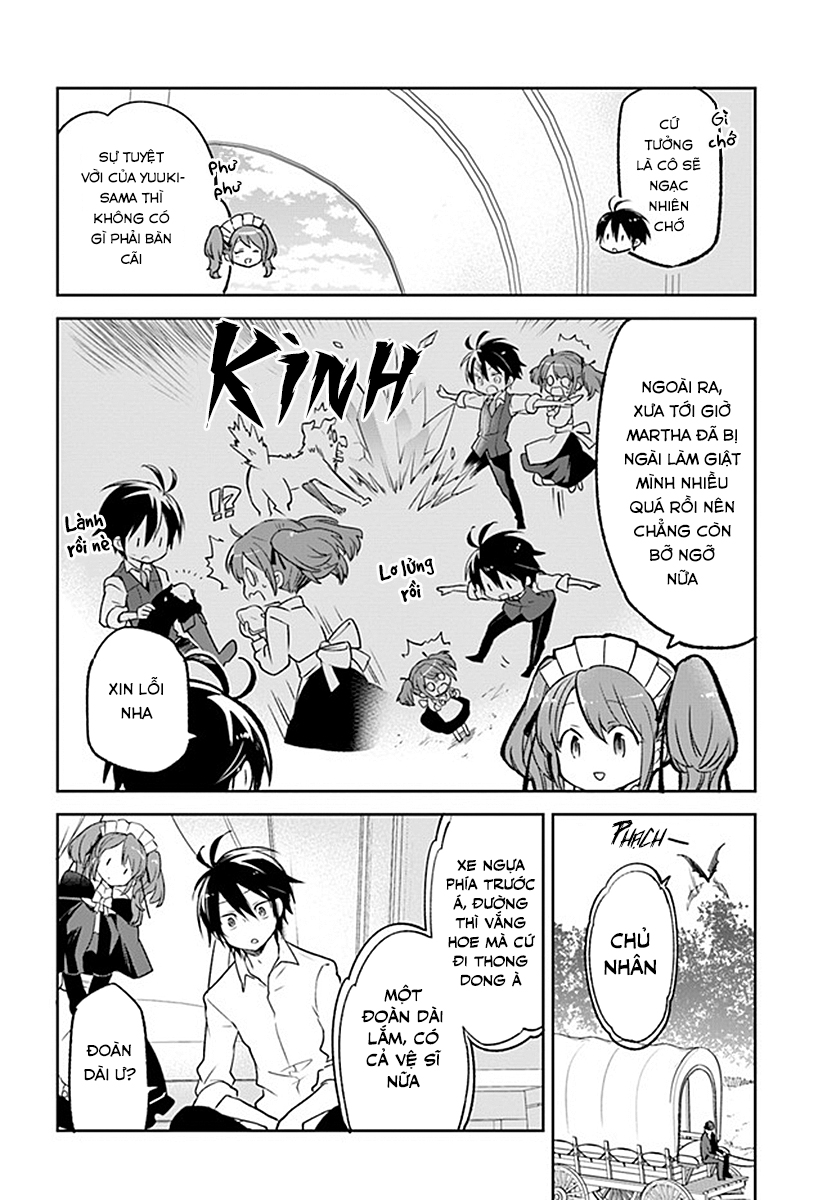 CỨ
TƯỞNG
LÀ CÔ SẼ
NGẠC
NHIÊN
CHỚ
Gì
chớ
SỰ TUYỆT
VỜI CỦA YUUKI-
SAMA THÌ
KHÔNG CÓ
GÌ PHẢI BÀN
CÃI
Phư
phư
NGOÀI RA,
XƯA TỚI GIỜ
MARTHA ĐÃ BỊ
NGÀI LÀM GIẬT
MÌNH NHIỀU
QUÁ RỒI NÊN
CHẲNG CÒN
BỠ NGỠ
NỮA
KÌNH
!?
Lành
rồi nè
Lơ lửng
rồi
XIN LỖI
NHA
PHẠCH—
CHỦ
NHÂN
XE NGỰA
PHÍA TRƯỚC
Á, ĐƯỜNG
THÌ VẮNG
HOE MÀ CỨ
ĐI THONG
DONG À
MỘT
ĐOÀN DÀI
LẮM, CÓ
CẢ VỆ SĨ
NỮA
ĐOÀN
DÀI Ư?